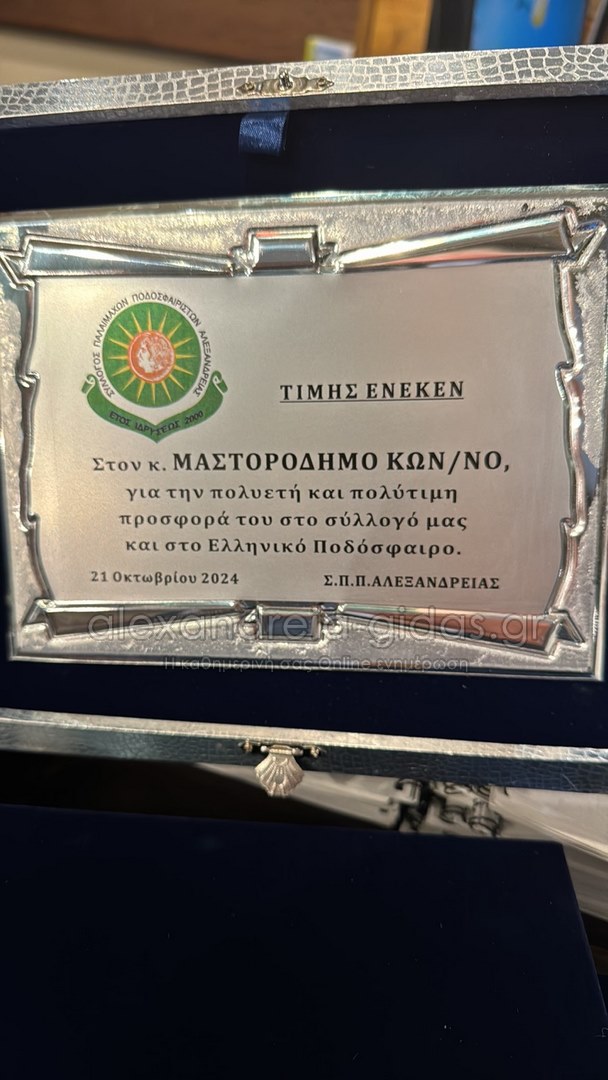 ΣΥΛΛΟΓΟΣ ΠΑΛΑΙΜΑΧΩΝ ΠΟΔΟΣΦΑΙΡΙΣΤΩΝ ΑΛΕΞΑΝΔΡΕΙΑΣ
ΕΤΟΣ ΙΔΡΥΣΕΩΣ 2000
ΤΙΜΗΣ ΕΝΕΚΕΝ
Στον κ. ΜΑΣΤΟΡΟΔΗΜΟ ΚΩΝ/ΝΟ,
για την πολυετή και πολύτιμη
προσφορά του στο σύλλογό μας
και στο Ελληνικό Ποδόσφαιρο.
21 Οκτωβρίου 2024 Σ.Π.Π.ΑΛΕΞΑΝΔΡΕΙΑΣ
alexandreia-gidas.gr
Η καθημερινή σας Online ενημέρωση